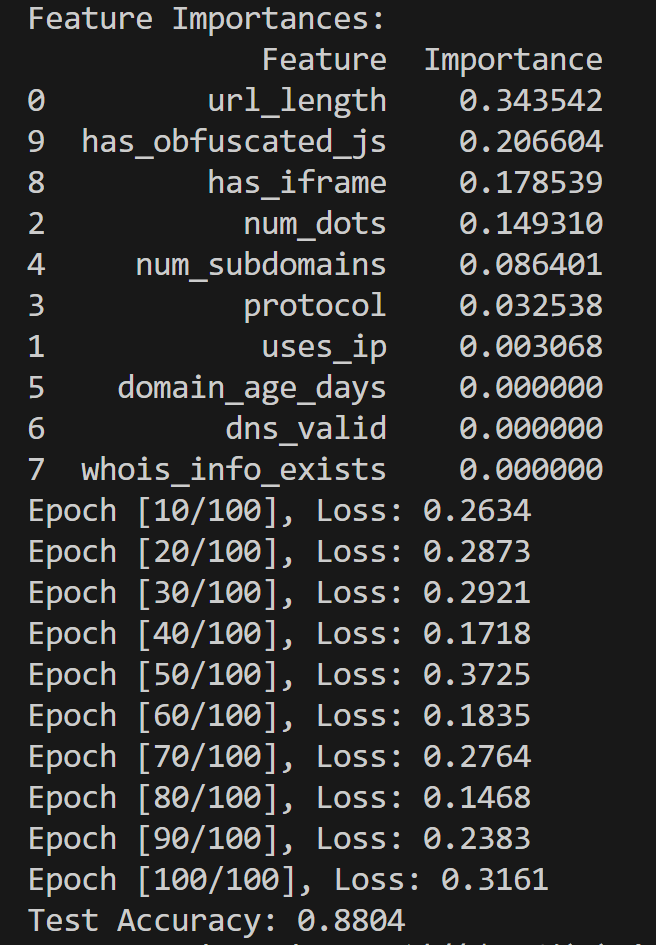 Feature Importances:
Feature Importance
0 url_length 0.343542
9 has_obfuscated_js 0.206604
8 has_iframe 0.178539
2 num_dots 0.149310
4 num_subdomains 0.086401
3 protocol 0.032538
1 uses_ip 0.003068
5 domain_age_days 0.000000
6 dns_valid 0.000000
7 whois_info_exists 0.000000
Epoch [10/100], Loss: 0.2634
Epoch [20/100], Loss: 0.2873
Epoch [30/100], Loss: 0.2921
Epoch [40/100], Loss: 0.1718
Epoch [50/100], Loss: 0.3725
Epoch [60/100], Loss: 0.1835
Epoch [70/100], Loss: 0.2764
Epoch [80/100], Loss: 0.1468
Epoch [90/100], Loss: 0.2383
Epoch [100/100], Loss: 0.3161
Test Accuracy: 0.8804